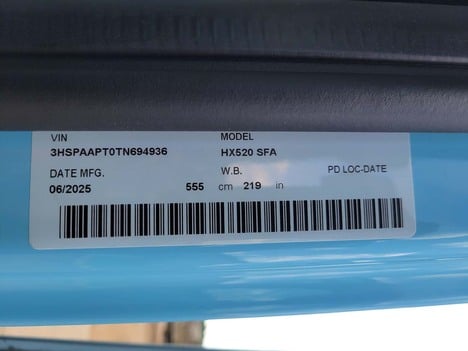 VIN MODEL
3HSPAAPT0TN694936 HX520 SFA
DATE MFG. W.B. PD LOC-DATE
06/2025 555 cm 219 in